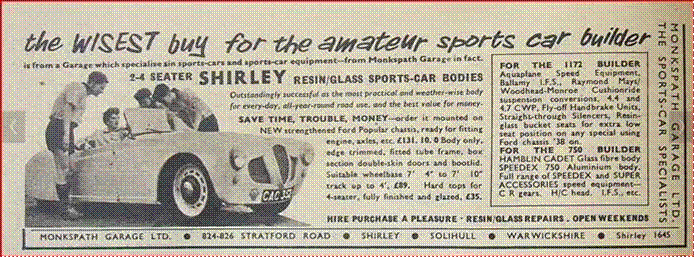 the WISEST buy for the amateur sports car builder
is from a Garage which specialise in sports-cars and sports-car equipment—from Monkspath Garage in fact.
2-4 SEATER SHIRLEY RESIN/GLASS SPORTS-CAR BODIES
Outstandingly successful as the most practical and weather-wise body
for every-day, all-year-round road use, and the best value for money
SAVE TIME, TROUBLE, MONEY—order it mounted on
NEW strengthened Ford Popular chassis, ready for fitting
engine, axles, etc. £131. 10. 0 Body only,
edge trimmed, fitted tube frame, box
section double-skin doors and bootlid.
Suitable wheelbase 7' 4" to 7' 10"
track up to 4', £89. Hard tops for
4-seater, fully finished and glazed, £35.
CAC 357
HIRE PURCHASE A PLEASURE · RESIN/GLASS REPAIRS . OPEN WEEKENDS
FOR THE 1172 BUILDER
Aquaplane Speed Equipment,
Ballamy I.F.S., Raymond Mays/
Woodhead-Monroe Cushionride
suspension conversions, 4.4 and
4.7 CWP, Fly-off Handbrake Units,
Straight-through Silencers, Resin-
glass bucket seats for extra low
seat position on any special using
Ford chassis '38 on.
FOR THE 750 BUILDER
HAMBLIN CADET Glass fibre body
SPEEDEX 750 Aluminium body.
Full range of SPEEDEX and SUPER
ACCESSORIES speed equipment—
C R gears. H/C head. I.F.S., etc.
MONKSPATH GARAGE LTD.
THE SPORTS-CAR SPECIALISTS
MONKSPATH GARAGE LTD. ● 824-826 STRATFORD ROAD ● SHIRLEY ● SOLIHULL ● WARWICKSHIRE ● Shirley 1645